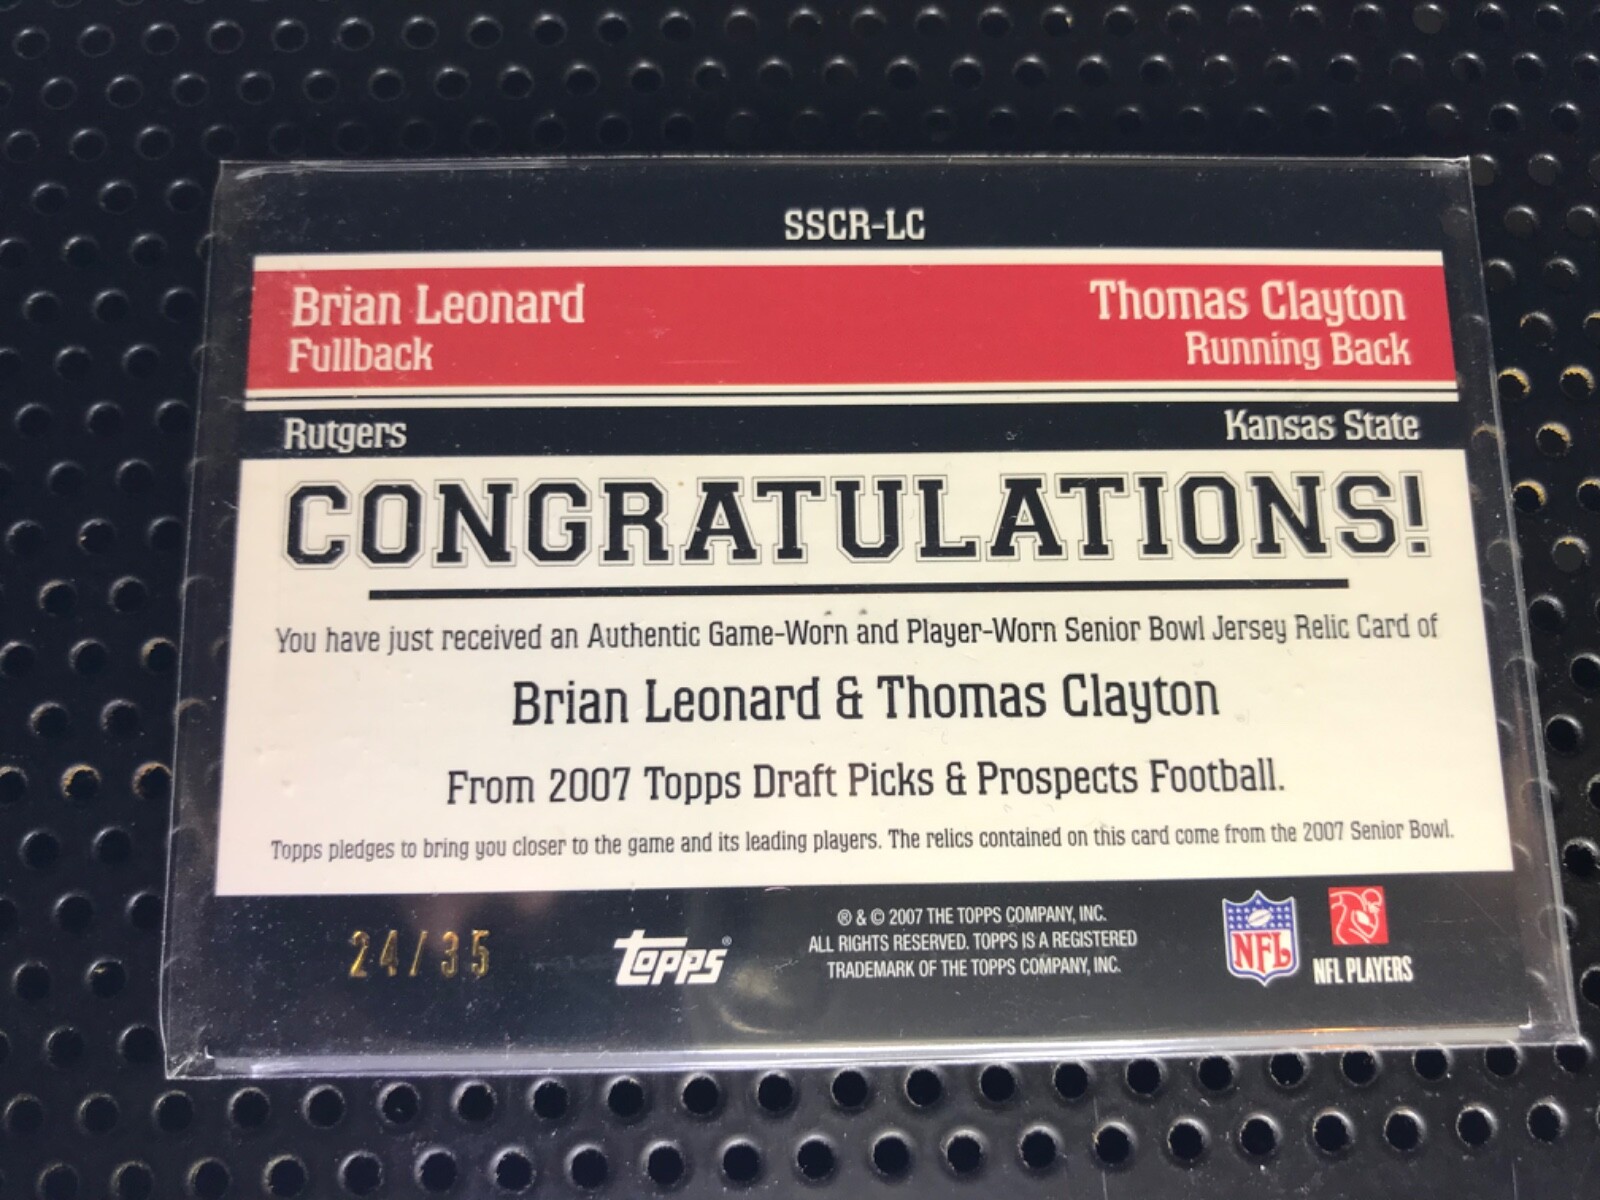 SSCR-LC
Brian Leonard
Fullback
Thomas Clayton
Running Back
Rutgers
Kansas State
CONGRATULATIONS!
You have just received an Authentic Game-Worn and Player-Worn Senior Bowl Jersey Relic Card of
Brian Leonard & Thomas Clayton
From 2007 Topps Draft Picks & Prospects Football.
Topps pledges to bring you closer to the game and its leading players. The relics contained on this card come from the 2007 Senior Bowl.
24/35
topps®
® & © 2007 THE TOPPS COMPANY, INC.
ALL RIGHTS RESERVED. TOPPS IS A REGISTERED
TRADEMARK OF THE TOPPS COMPANY, INC.
NFL
NFL PLAYERS